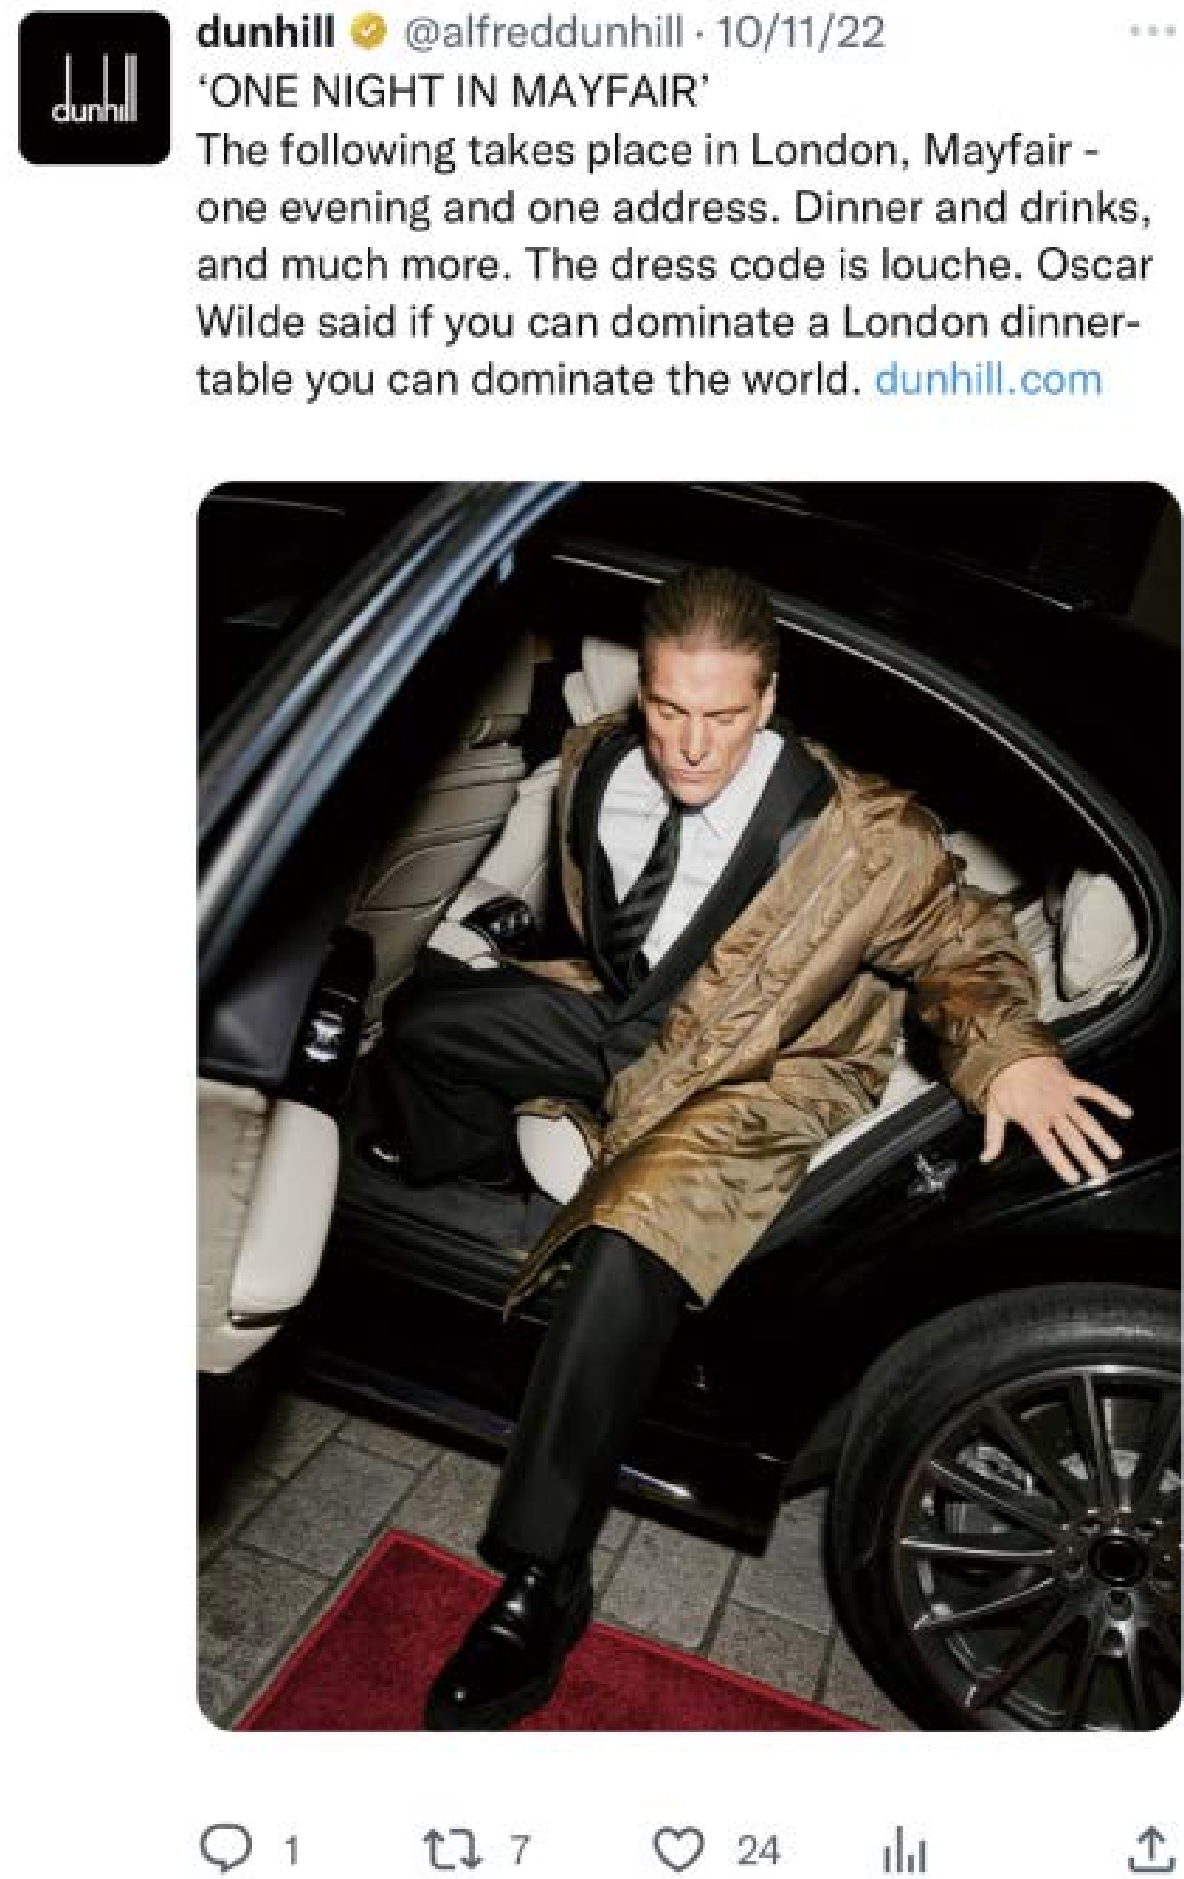 dunhill
dunhill @alfreddunhill · 10/11/22
‘ONE NIGHT IN MAYFAIR’
The following takes place in London, Mayfair -
one evening and one address. Dinner and drinks,
and much more. The dress code is louche. Oscar
Wilde said if you can dominate a London dinner-
table you can dominate the world. dunhill.com
1 7 24